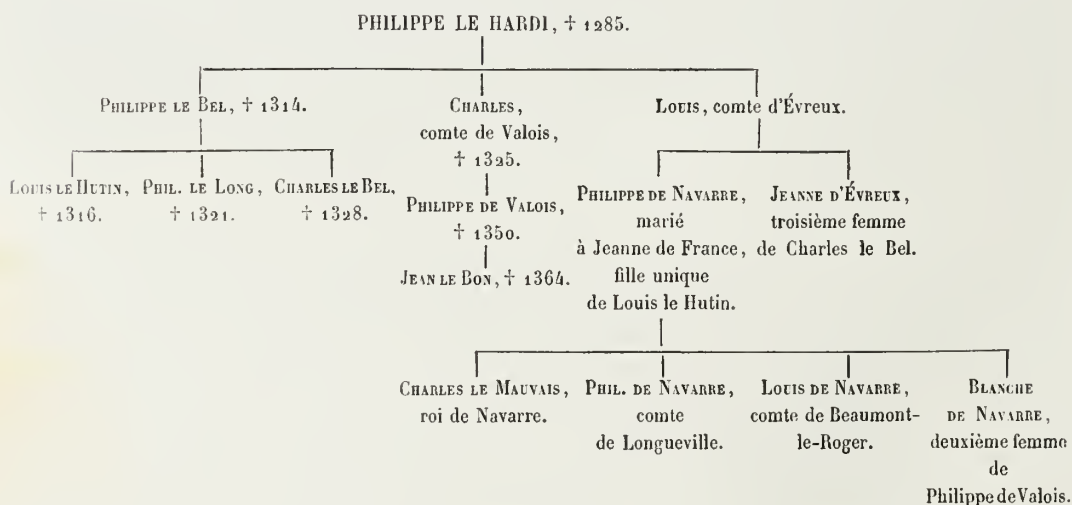 PHILIPPE LE HARDI, † 1285.
PHILIPPE LE BEL, † 1314.
CHARLES,
comte de Valois,
† 1325.
LOUIS, comte d'Évreux.
LOUIS LE HUTIN,
† 1316.
PHIL. LE LONG,
† 1321.
CHARLES LE BEL,
† 1328.
PHILIPPE DE VALOIS,
† 1350.
JEAN LE BON, † 1364.
PHILIPPE DE NAVARRE,
marié
à Jeanne de France,
fille unique
de Louis le Hutin.
JEANNE D'ÉVREUX,
troisième femme
de Charles le Bel.
CHARLES LE MAUVAIS,
roi de Navarre.
PHIL. DE NAVARRE,
comte
de Longueville.
LOUIS DE NAVARRE,
comte de Beaumont-
le-Roger.
BLANCHE
DE NAVARRE,
deuxième femme
de
Philippe de Valois.